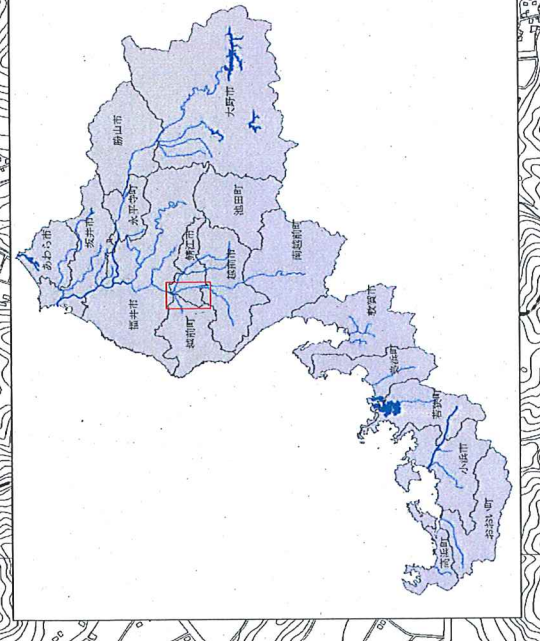 あわら市
坂井市
勝山市
永平寺町
福井市
大野市
鯖江市
池田町
越前町
越前市
南越前町
敦賀市
美浜町
若狭町
小浜市
おおい町
高浜町